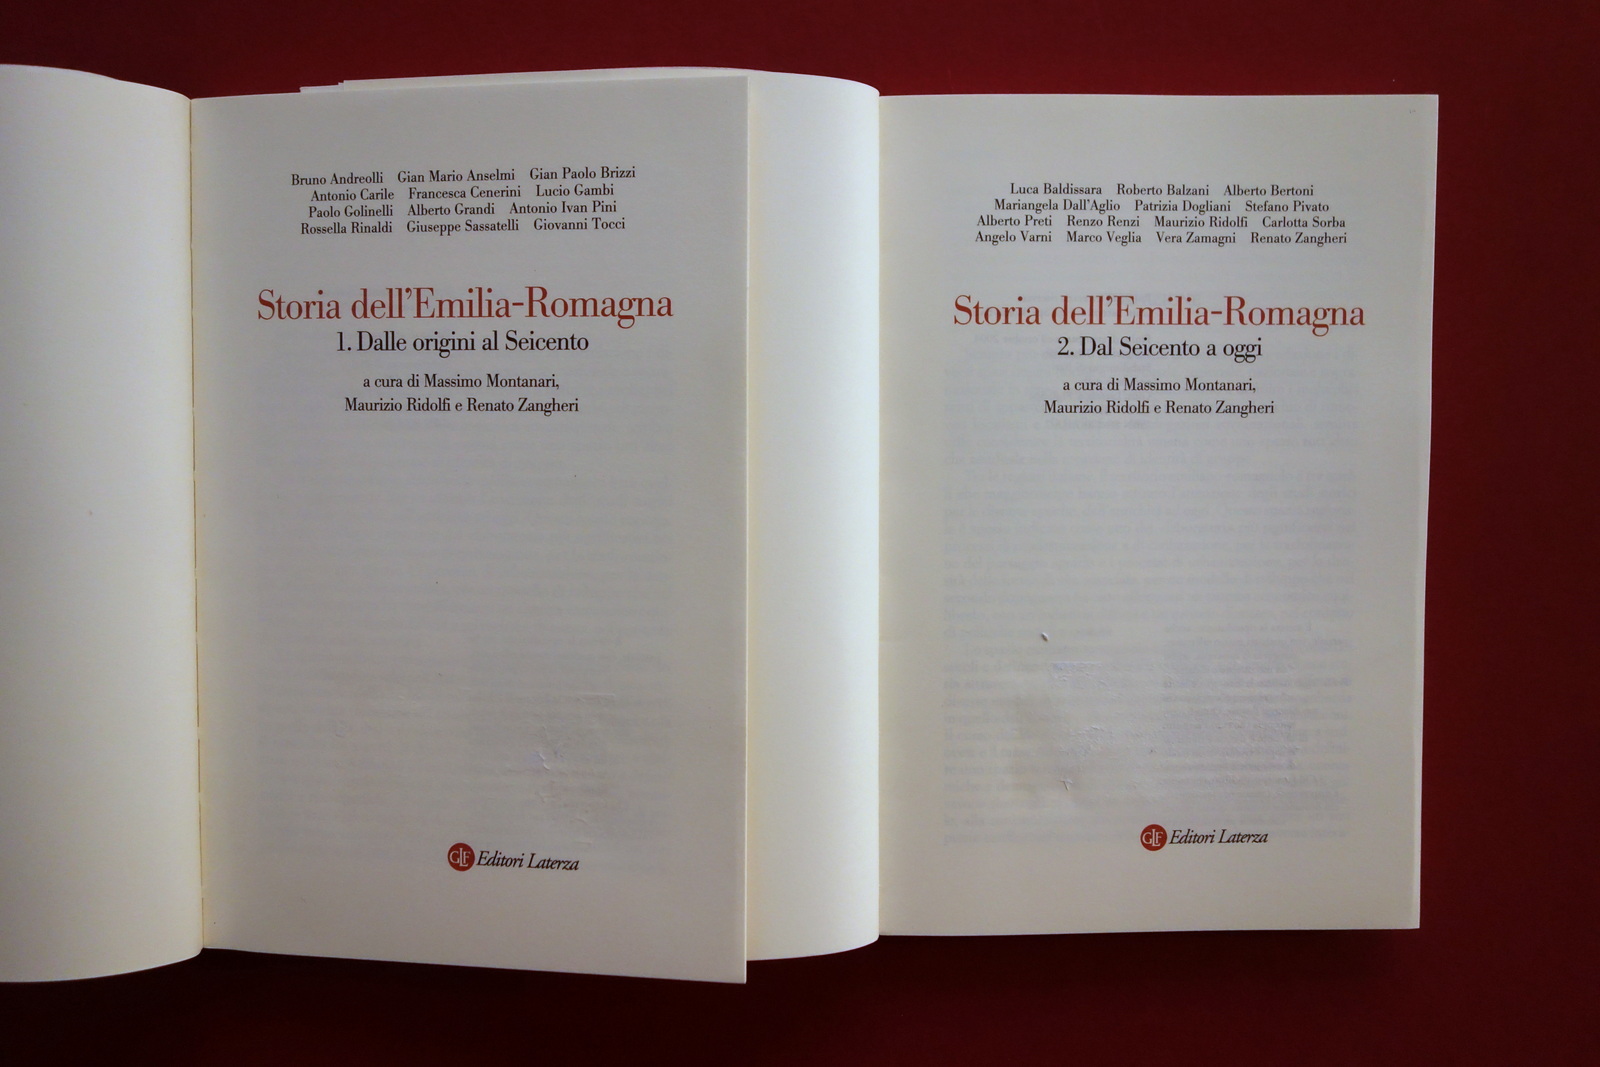 Bruno Andreolli Gian Mario Anselmi Gian Paolo Brizzi
Antonio Carile Francesca Cenerini Lucio Gambi
Paolo Golinelli Alberto Grandi Antonio Ivan Pini
Rossella Rinaldi Giuseppe Sassatelli Giovanni Tocci
Storia dell'Emilia-Romagna
1. Dalle origini al Seicento
a cura di Massimo Montanari,
Maurizio Ridolfi e Renato Zangheri
GLF Editori Laterza
Luca Baldissara Roberto Balzani Alberto Bertoni
Mariangela Dall'Aglio Patrizia Dogliani Stefano Pivato
Alberto Preti Renzo Renzi Maurizio Ridolfi Carlotta Sorba
Angelo Varni Marco Veglia Vera Zamagni Renato Zangheri
Storia dell'Emilia-Romagna
2. Dal Seicento a oggi
a cura di Massimo Montanari,
Maurizio Ridolfi e Renato Zangheri
GLF Editori Laterza